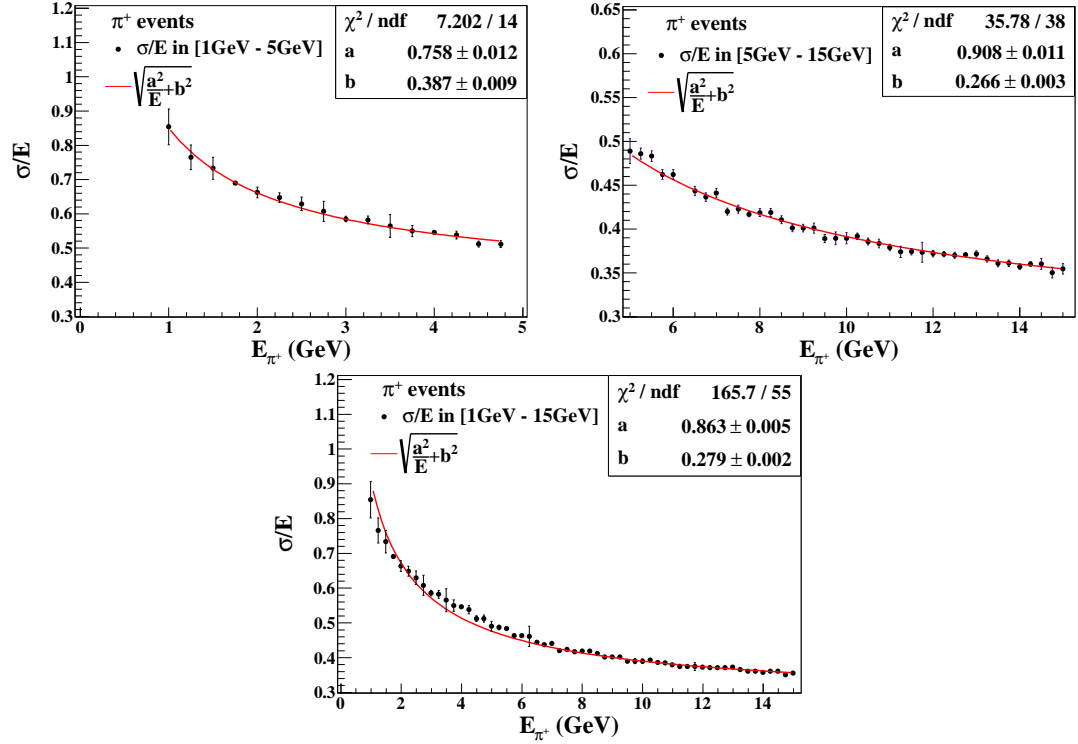 π⁺ events
σ/E in [1GeV - 5GeV]
√(a²/E+b²)
χ² / ndf 7.202 / 14
a 0.758 ± 0.012
b 0.387 ± 0.009
σ/E
1.2
1.1
1
0.9
0.8
0.7
0.6
0.5
0.4
0.3
0 1 2 3 4 5
E_π⁺ (GeV)
π⁺ events
σ/E in [5GeV - 15GeV]
√(a²/E+b²)
χ² / ndf 35.78 / 38
a 0.908 ± 0.011
b 0.266 ± 0.003
σ/E
0.65
0.6
0.55
0.5
0.45
0.4
0.35
0.3
6 8 10 12 14
E_π⁺ (GeV)
π⁺ events
σ/E in [1GeV - 15GeV]
√(a²/E+b²)
χ² / ndf 165.7 / 55
a 0.863 ± 0.005
b 0.279 ± 0.002
σ/E
1.2
1.1
1
0.9
0.8
0.7
0.6
0.5
0.4
0.3
2 4 6 8 10 12 14
E_π⁺ (GeV)